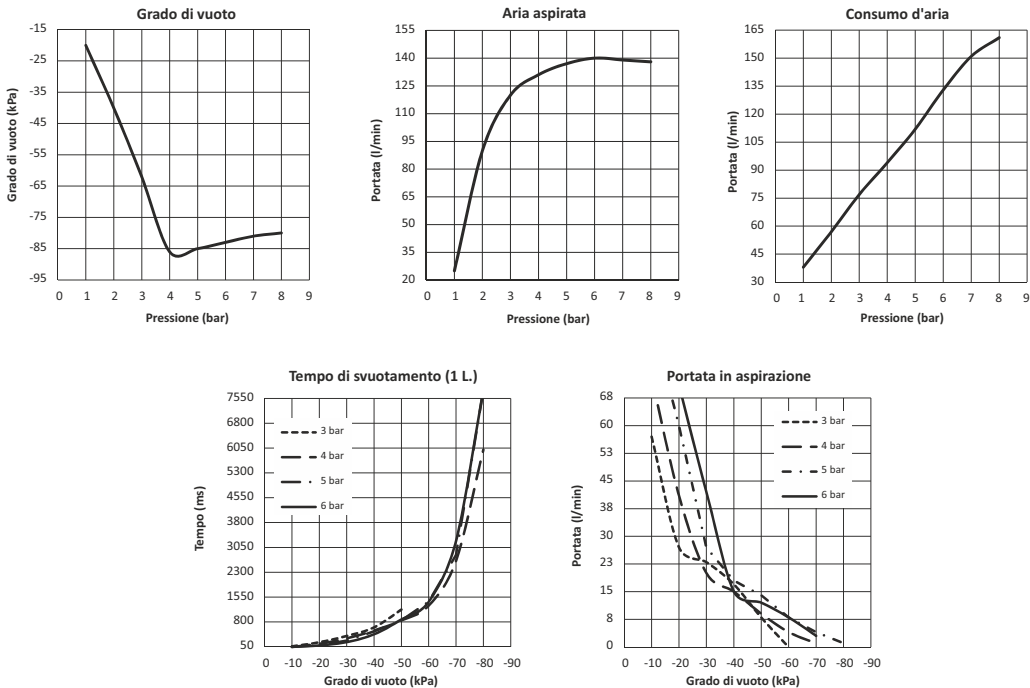 Grado di vuoto
-15
-25
-35
-45
-55
-65
-75
-85
-95
Grado di vuoto (kPa)
0 1 2 3 4 5 6 7 8 9
Pressione (bar)
Aria aspirata
155
140
125
110
95
80
65
50
35
20
Portata (l/min)
0 1 2 3 4 5 6 7 8 9
Pressione (bar)
Consumo d'aria
165
150
135
120
105
90
75
60
45
30
Portata (l/min)
0 1 2 3 4 5 6 7 8 9
Pressione (bar)
Tempo di svuotamento (1 L.)
7550
6800
6050
5300
4550
3800
3050
2300
1550
800
50
Tempo (ms)
3 bar
4 bar
5 bar
6 bar
0 -10 -20 -30 -40 -50 -60 -70 -80 -90
Grado di vuoto (kPa)
Portata in aspirazione
68
60
53
45
38
30
23
15
8
0
Portata (l/min)
3 bar
4 bar
5 bar
6 bar
0 -10 -20 -30 -40 -50 -60 -70 -80 -90
Grado di vuoto (kPa)